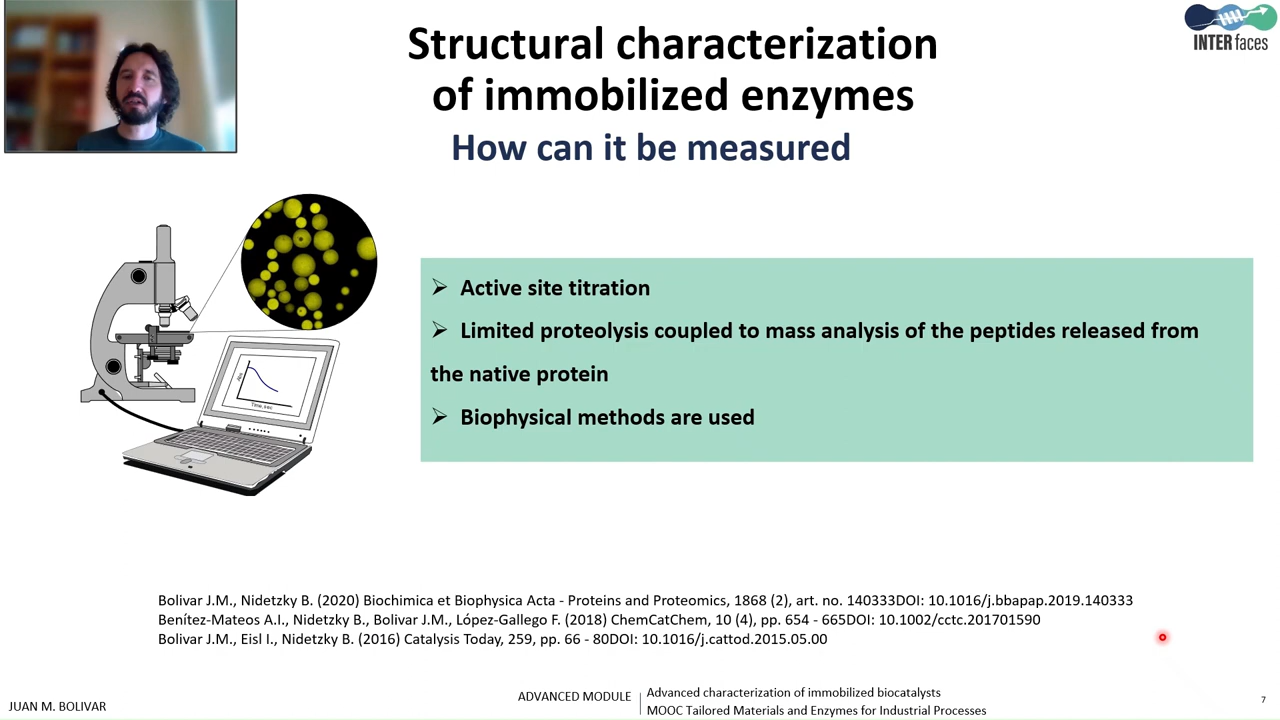 INTERfaces
Structural characterization
of immobilized enzymes
How can it be measured
Active site titration
Limited proteolysis coupled to mass analysis of the peptides released from
the native protein
Biophysical methods are used
Bolivar J.M., Nidetzky B. (2020) Biochimica et Biophysica Acta - Proteins and Proteomics, 1868 (2), art. no. 140333DOI: 10.1016/j.bbapap.2019.140333
Benítez-Mateos A.I., Nidetzky B., Bolivar J.M., López-Gallego F. (2018) ChemCatChem, 10 (4), pp. 654 - 665DOI: 10.1002/cctc.201701590
Bolivar J.M., Eisl I., Nidetzky B. (2016) Catalysis Today, 259, pp. 66 - 80DOI: 10.1016/j.cattod.2015.05.00
JUAN M. BOLIVAR
ADVANCED MODULE
Advanced characterization of immobilized biocatalysts
MOOC Tailored Materials and Enzymes for Industrial Processes
7